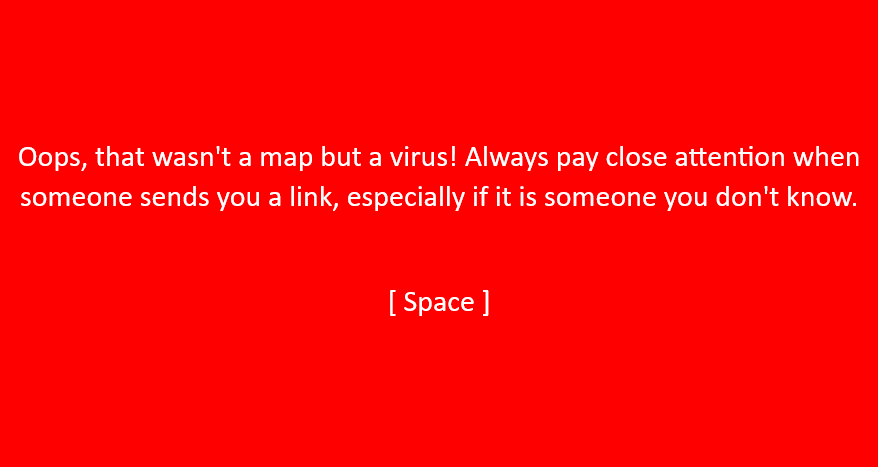 Oops, that wasn't a map but a virus! Always pay close attention when
someone sends you a link, especially if it is someone you don't know.
[ Space ]